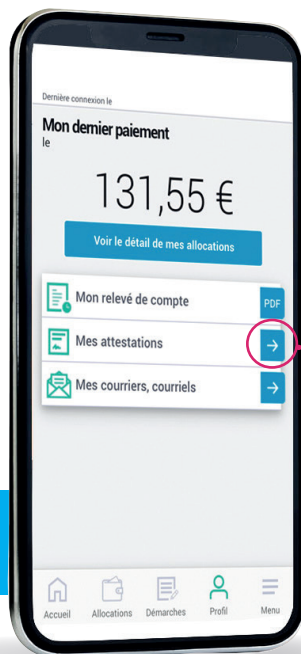 Dernière connexion le
Mon dernier paiement
le
131,55 €
Voir le détail de mes allocations
Mon relevé de compte
PDF
Mes attestations
Mes courriers, courriels
Accueil
Allocations
Démarches
Profil
Menu